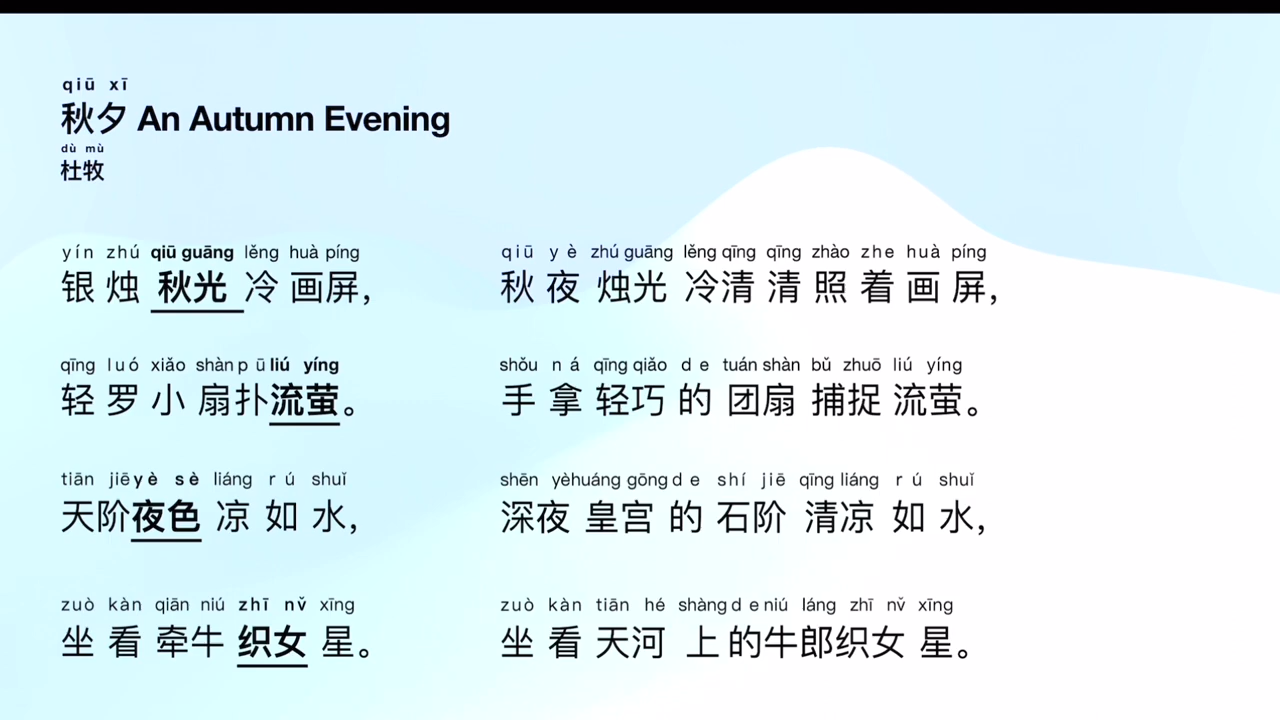 qiū xī
秋夕 An Autumn Evening
dù mù
杜牧
yín zhú qiū guāng lěng huà píng
银烛秋光冷画屏，
qīng luó xiǎo shàn pū liú yíng
轻罗小扇扑流萤。
tiān jiē yè sè liáng rú shuǐ
天阶夜色凉如水，
zuò kàn qiān niú zhī nǚ xīng
坐看牵牛织女星。
qiū yè zhú guāng lěng qīng qīng zhào zhe huà píng
秋夜烛光冷清清照着画屏，
shǒu ná qīng qiǎo de tuán shàn bǔ zhuō liú yíng
手拿轻巧的团扇捕捉流萤。
shēn yè huáng gōng de shí jiē qīng liáng rú shuǐ
深夜皇宫的石阶清凉如水，
zuò kàn tiān hé shàng de niú láng zhī nǚ xīng
坐看天河上的牛郎织女星。